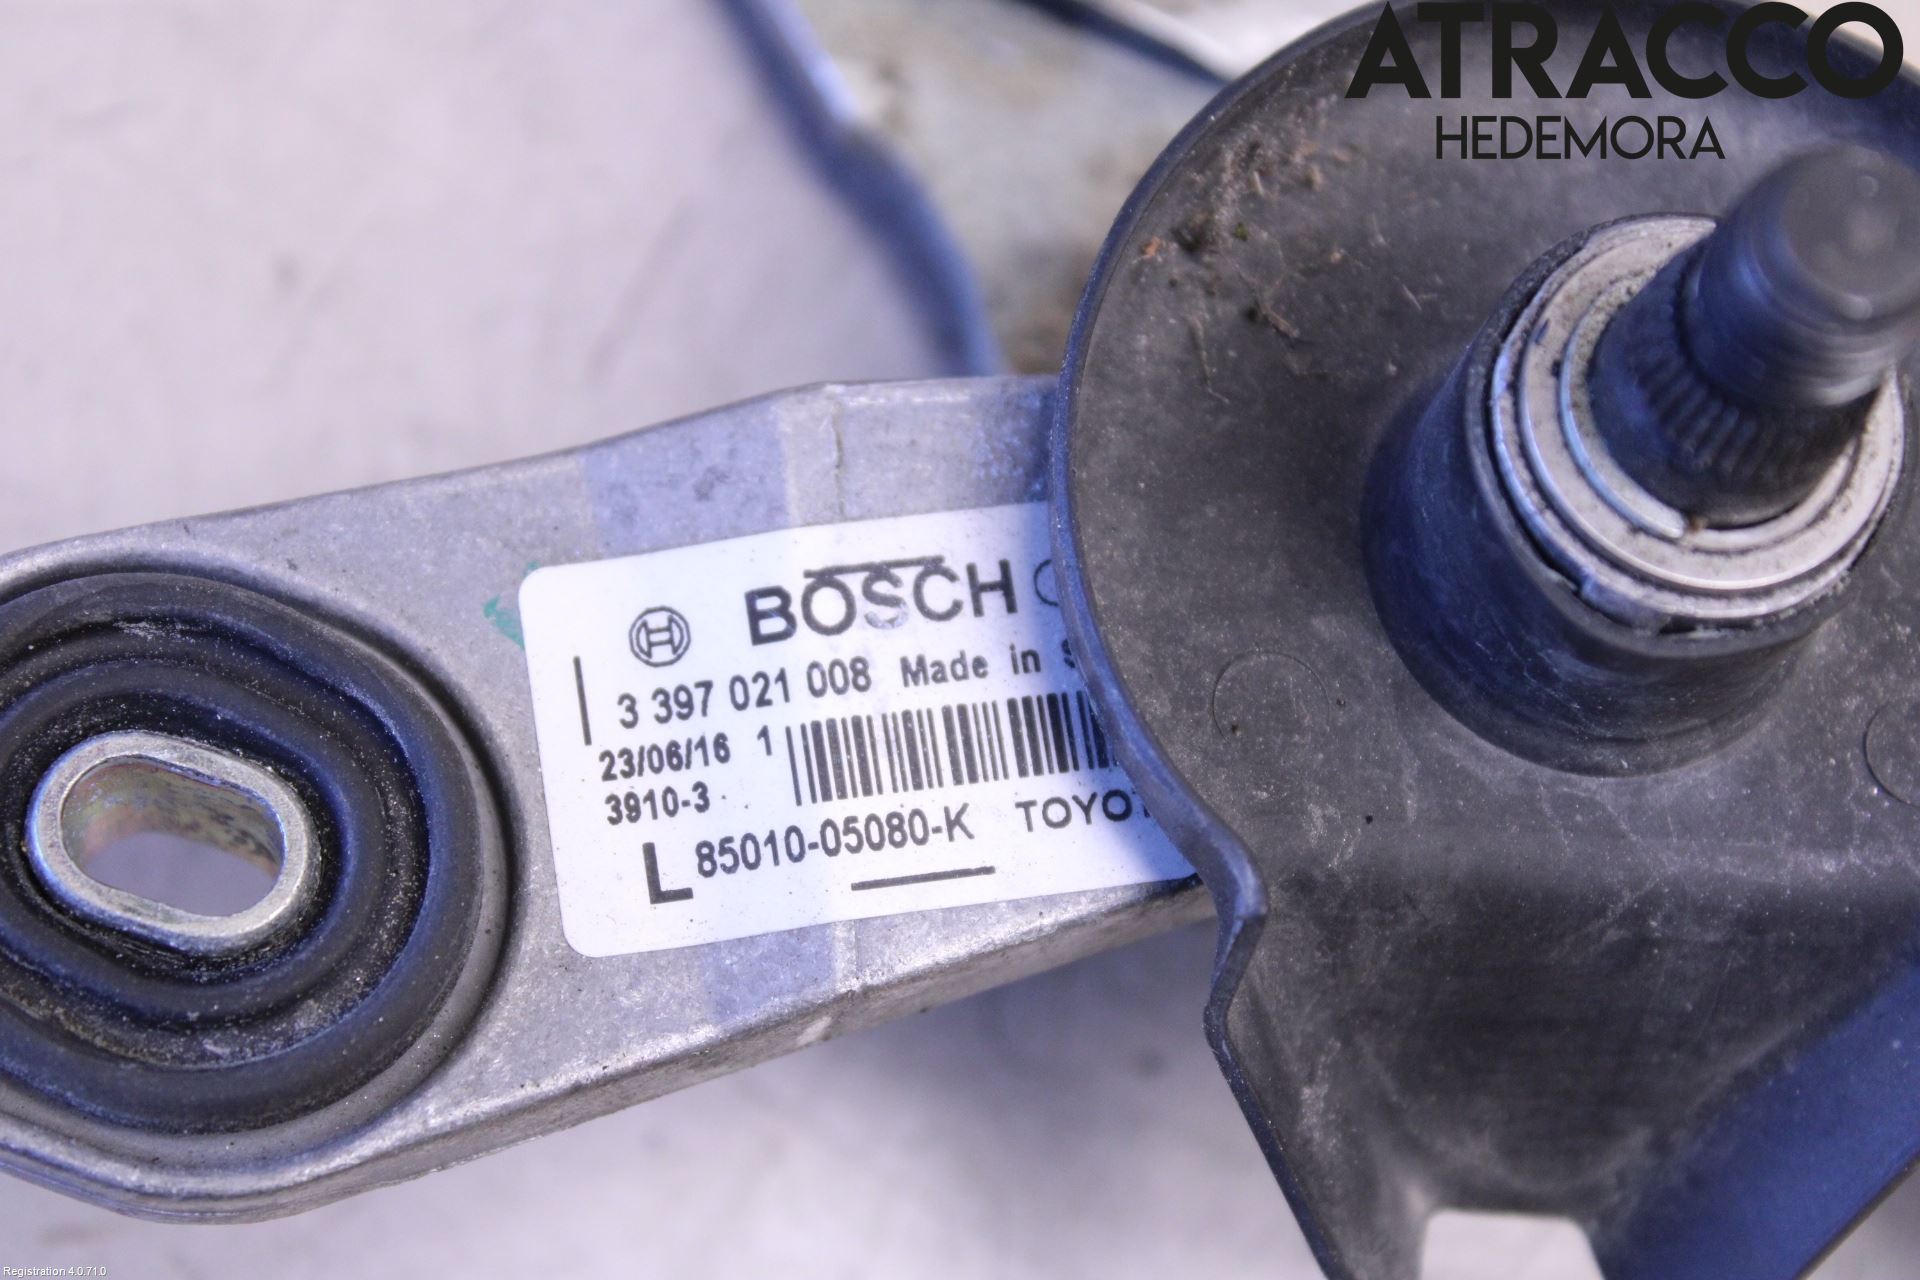 ATRACCO
HEDEMORA
BOSCH
3 397 021 008 Made in
23/06/16 1
3910-3
L 85010-05080-K
Registration 4.0.71.0